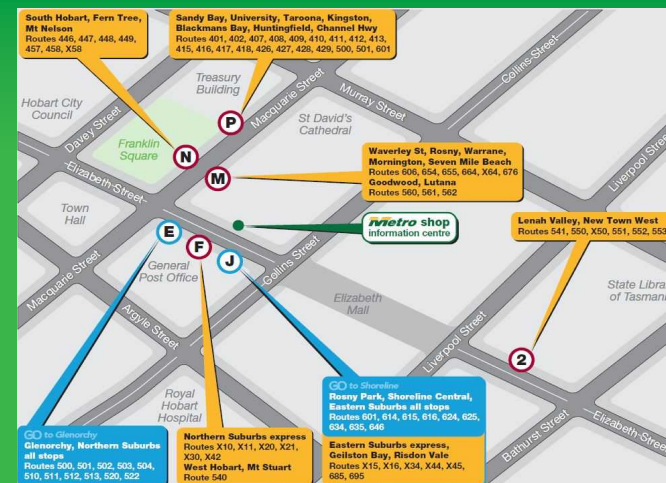 South Hobart, Fern Tree,
Mt Nelson
Routes 446, 447, 448, 449,
457, 458, X58
Sandy Bay, University, Taroona, Kingston,
Blackmans Bay, Huntingfield, Channel Hwy
Routes 401, 402, 407, 408, 409, 410, 411, 412, 413,
415, 416, 417, 418, 426, 427, 428, 429, 500, 501, 601
Treasury
Building
Hobart City
Council
Davey Street
P
Macquarie Street
Murray Street
Collins Street
St David's
Cathedral
Franklin
Square
N
M
Elizabeth Street
Waverley St, Rosny, Warrane,
Mornington, Seven Mile Beach
Routes 606, 654, 655, 664, X64, 676
Goodwood, Lutana
Routes 560, 561, 562
Liverpool Street
Town
Hall
Metro shop
information centre
Lenah Valley, New Town West
Routes 541, 550, X50, 551, 552, 553
E
F
J
General
Post Office
Collins Street
Macquarie Street
Argyle Street
Elizabeth
Mall
State Libra
of Tasman
Liverpool Street
2
Royal
Hobart
Hospital
Bathurst Street
Elizabeth Street
GO to Glenorchy
Glenorchy, Northern Suburbs
all stops
Routes 500, 501, 502, 503, 504,
510, 511, 512, 513, 520, 522
Northern Suburbs express
Routes X10, X11, X20, X21,
X30, X42
West Hobart, Mt Stuart
Route 540
GO to Shoreline
Rosny Park, Shoreline Central,
Eastern Suburbs all stops
Routes 601, 614, 615, 616, 624, 625,
634, 635, 646
Eastern Suburbs express,
Geilston Bay, Risdon Vale
Routes X15, X16, X34, X44, X45,
685, 695